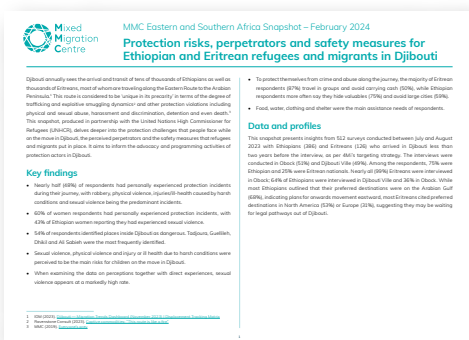 Mixed
Migration
Centre
MMC Eastern and Southern Africa Snapshot – February 2024
Protection risks, perpetrators and safety measures for
Ethiopian and Eritrean refugees and migrants in Djibouti
Djibouti annually sees the arrival and transit of tens of thousands of Ethiopians as well as
thousands of Eritreans, most of whom are traveling along the Eastern Route to the Arabian
Peninsula.¹ This route is considered to be 'unique in its precarity' in terms of the degree of
trafficking and explosive smuggling dynamics² and other protection violations including
physical and sexual abuse, harassment and discrimination, detention and even death.³
This snapshot, produced in partnership with the United Nations High Commissioner for
Refugees (UNHCR), delves deeper into the protection challenges that people face while
on the move in Djibouti, the perceived perpetrators and the safety measures that refugees
and migrants put in place. It aims to inform the advocacy and programming activities of
protection actors in Djibouti.
Key findings
• Nearly half (48%) of respondents had personally experienced protection incidents
during their journey, with robbery, physical violence, injuries/ill-health caused by harsh
conditions and sexual violence being the predominant incidents.
• 60% of women respondents had personally experienced protection incidents, with
43% of Ethiopian women reporting they had experienced sexual violence.
• 54% of respondents identified places inside Djibouti as dangerous. Tadjoura, Guelilleh,
Dhikil and Ali Sabieh were the most frequently identified.
• Sexual violence, physical violence and injury or ill health due to harsh conditions were
perceived to be the main risks for children on the move in Djibouti.
• When examining the data on perceptions together with direct experiences, sexual
violence appears at a markedly high rate.
1 IOM (2023).
2 Ravenstone Consult (2023).
3 MMC (2023).
• To protect themselves from crime and abuse along the journey, the majority of Eritrean
respondents (87%) travel in groups and avoid carrying cash (50%), while Ethiopian
respondents more often say they hide valuables (75%) and avoid large cities (59%).
• Food, water, clothing and shelter were the main assistance needs of respondents.
Data and profiles
This snapshot presents insights from 512 surveys conducted between July and August
2023 with Ethiopians (386) and Eritreans (126) who arrived in Djibouti less than
two years before the interview, as per 4Mi's targeting strategy. The interviews were
conducted in Obock (51%) and Djibouti Ville (49%). Among the respondents, 75% were
Ethiopian and 25% were Eritrean nationals. Nearly all (99%) Eritreans were interviewed in
Obock; 64% of Ethiopians were interviewed in Djibouti Ville and 36% in Obock. While
most Ethiopians outlined that their preferred destinations were on the Arabian Gulf
(69%), indicating plans for onwards movement eastward, most Eritreans cited preferred
destinations in North America (53%) or Europe (31%), suggesting they may be waiting
for legal pathways out of Djibouti.